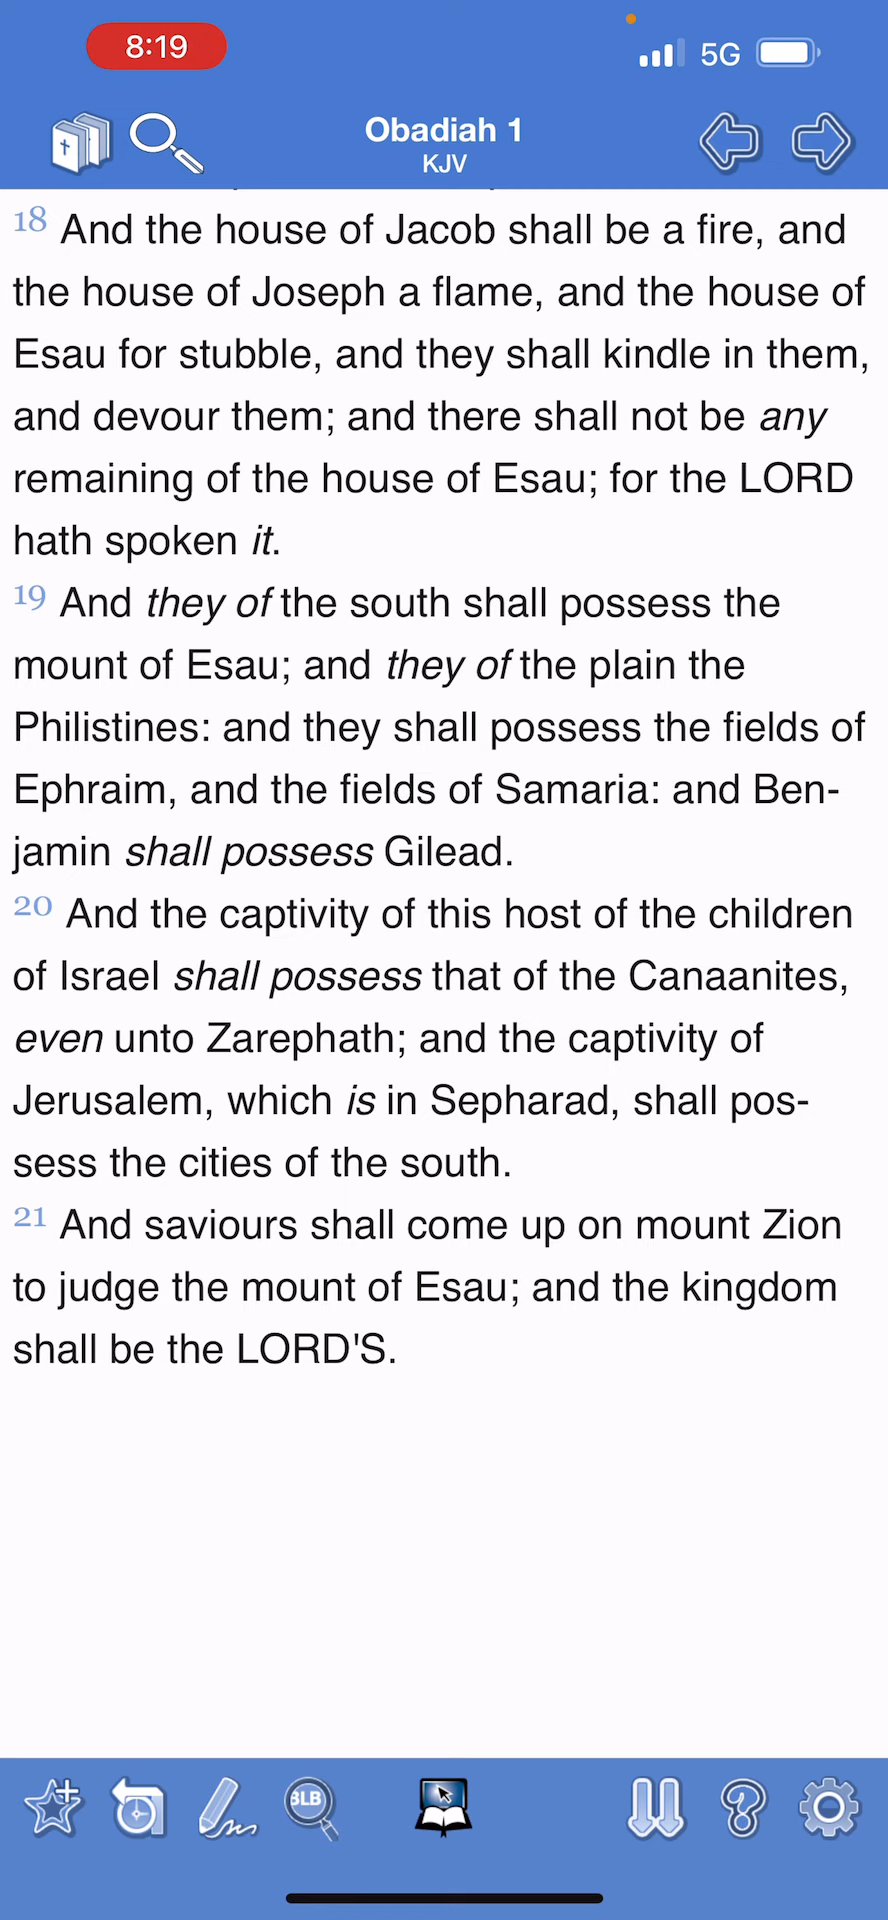 8:19
5G
Obadiah 1
KJV
18 And the house of Jacob shall be a fire, and
the house of Joseph a flame, and the house of
Esau for stubble, and they shall kindle in them,
and devour them; and there shall not be any
remaining of the house of Esau; for the LORD
hath spoken it.
19 And they of the south shall possess the
mount of Esau; and they of the plain the
Philistines: and they shall possess the fields of
Ephraim, and the fields of Samaria: and Ben-
jamin shall possess Gilead.
20 And the captivity of this host of the children
of Israel shall possess that of the Canaanites,
even unto Zarephath; and the captivity of
Jerusalem, which is in Sepharad, shall pos-
sess the cities of the south.
21 And saviours shall come up on mount Zion
to judge the mount of Esau; and the kingdom
shall be the LORD'S.
BLB